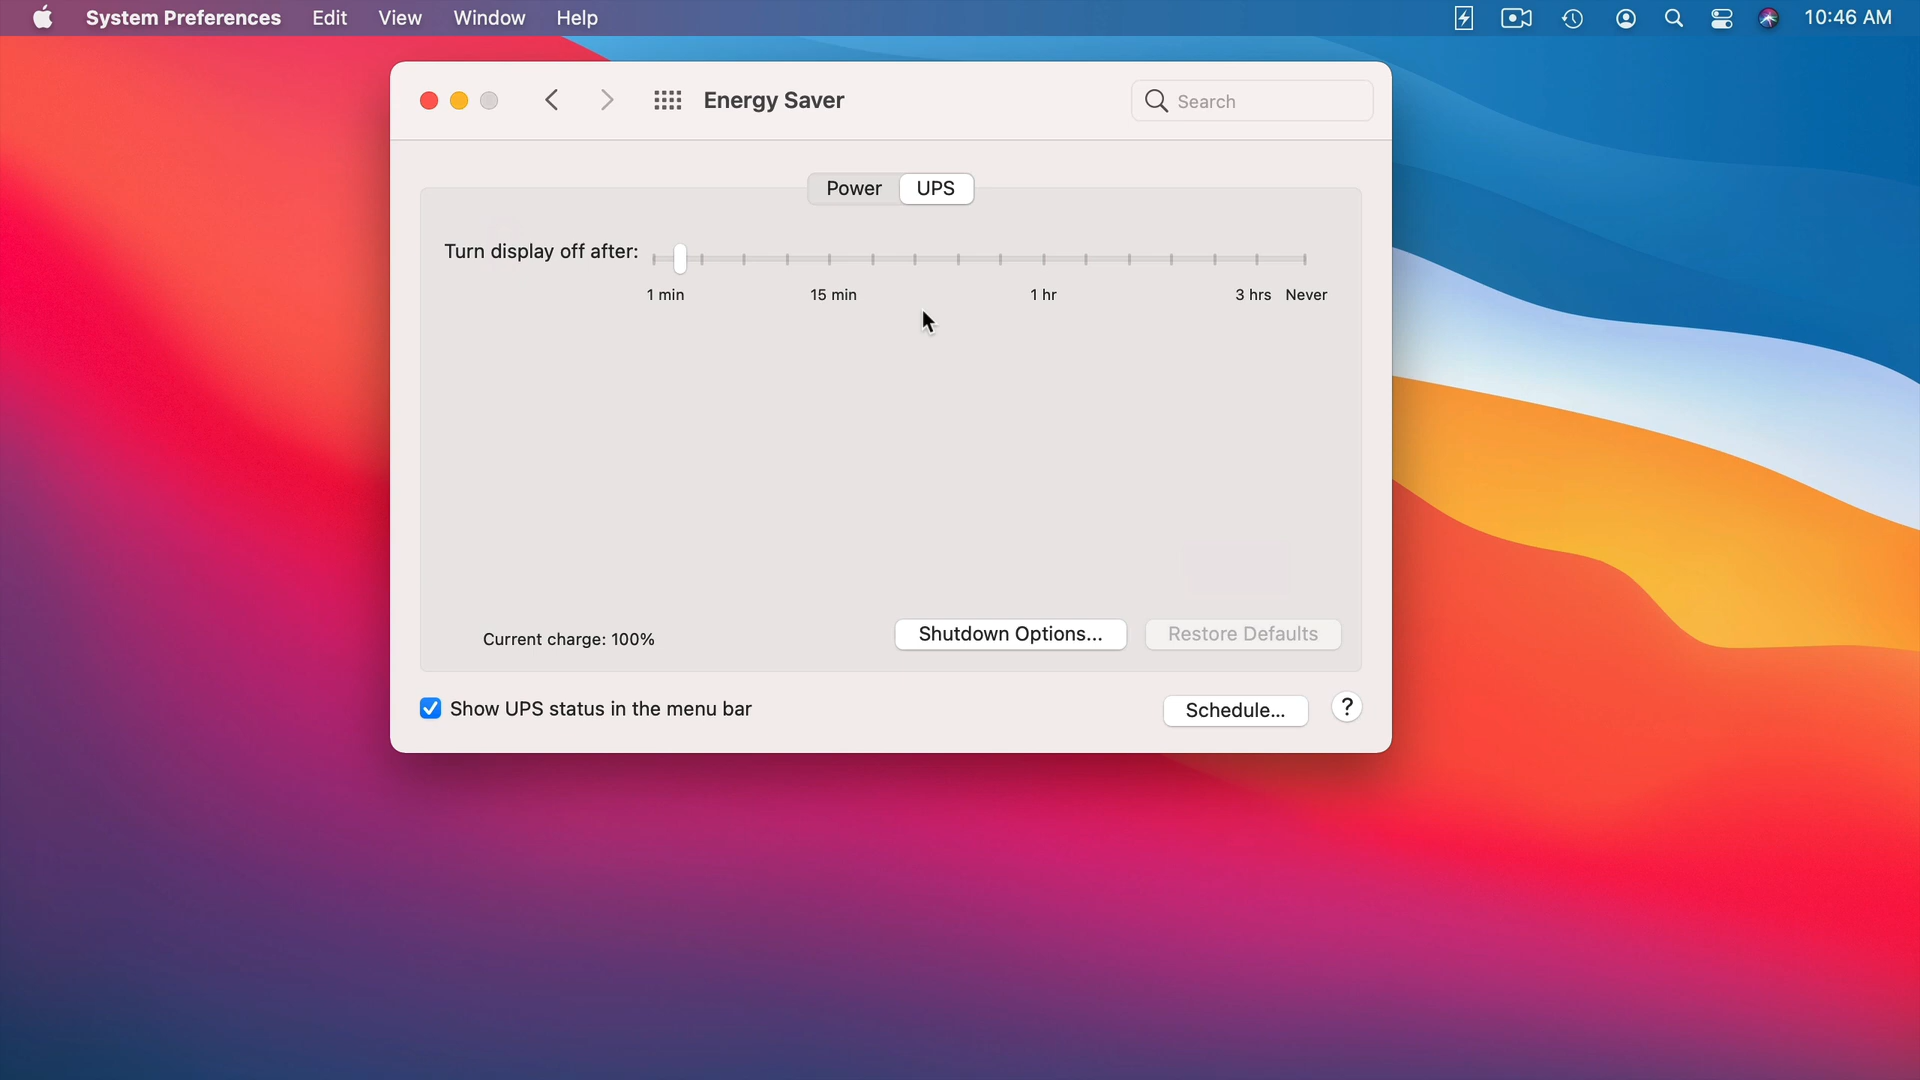 System Preferences Edit View Window Help 10:46 AM
Energy Saver Search
Power UPS
Turn display off after:
1 min 15 min 1 hr 3 hrs Never
Current charge: 100% Shutdown Options... Restore Defaults
Show UPS status in the menu bar Schedule... ?